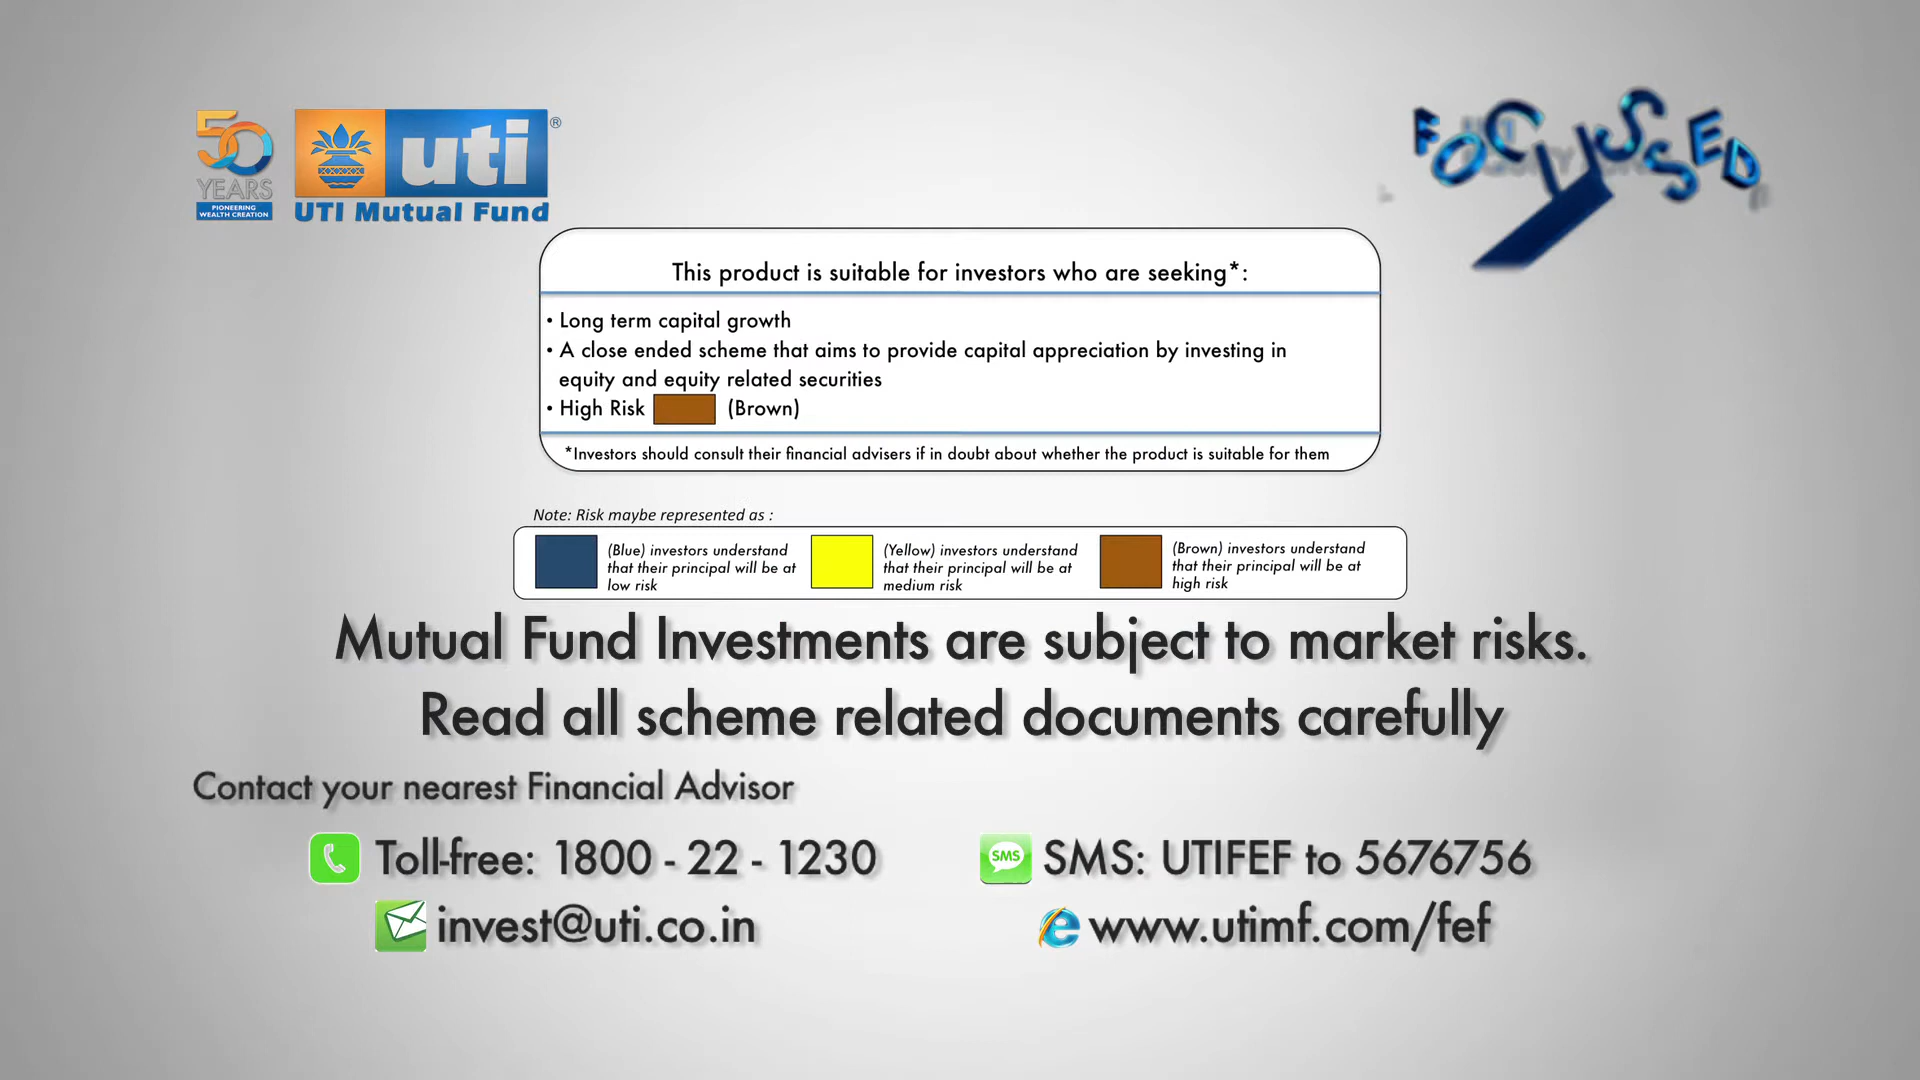 50
YEARS
PIONEERING
WEALTH CREATION
uti®
UTI Mutual Fund
FOCUSSED
This product is suitable for investors who are seeking*:
• Long term capital growth
• A close ended scheme that aims to provide capital appreciation by investing in
equity and equity related securities
• High Risk (Brown)
*Investors should consult their financial advisers if in doubt about whether the product is suitable for them
Note: Risk maybe represented as :
(Blue) investors understand
that their principal will be at
low risk
(Yellow) investors understand
that their principal will be at
medium risk
(Brown) investors understand
that their principal will be at
high risk
Mutual Fund Investments are subject to market risks.
Read all scheme related documents carefully
Contact your nearest Financial Advisor
Toll-free: 1800 - 22 - 1230
SMS
SMS: UTIFEF to 5676756
invest@uti.co.in
www.utimf.com/fef